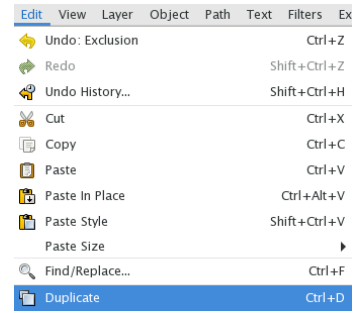 Edit View Layer Object Path Text Filters Ex
Undo: Exclusion Ctrl+Z
Redo Shift+Ctrl+Z
Undo History... Shift+Ctrl+H
Cut Ctrl+X
Copy Ctrl+C
Paste Ctrl+V
Paste In Place Ctrl+Alt+V
Paste Style Shift+Ctrl+V
Paste Size
Find/Replace... Ctrl+F
Duplicate Ctrl+D